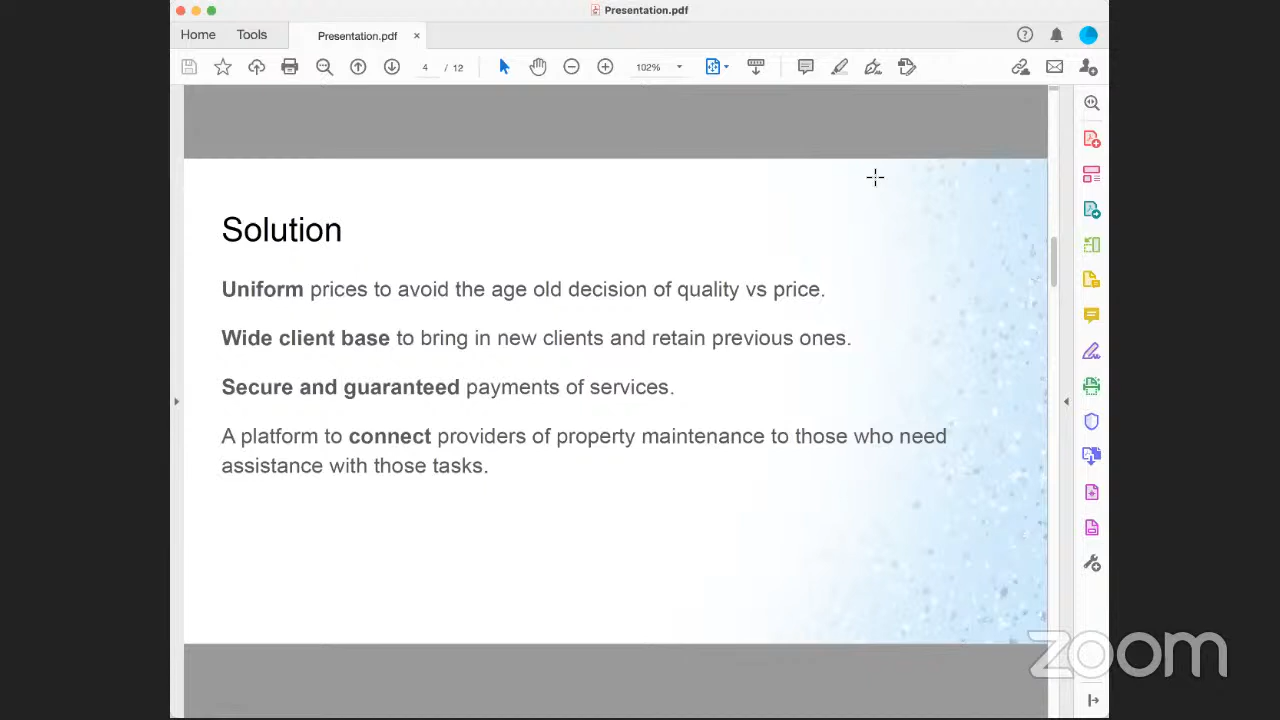 Presentation.pdf
Home Tools Presentation.pdf ×
4 / 12 102%
Solution
Uniform prices to avoid the age old decision of quality vs price.
Wide client base to bring in new clients and retain previous ones.
Secure and guaranteed payments of services.
A platform to connect providers of property maintenance to those who need
assistance with those tasks.
zoom